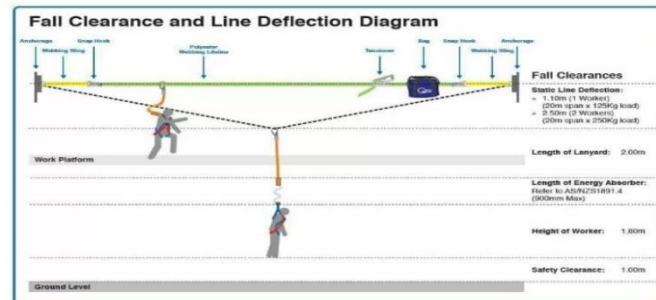 Fall Clearance and Line Deflection Diagram
Anchorage
Webbing Sling
Snap Hook
Polyester
Webbing Lifeline
Tensioner
Bag
Snap Hook
Webbing Sling
Anchorage
Fall Clearances
Static Line Deflection:
1.10m (1 Worker)
(20m span x 125Kg load)
2.50m (2 Workers)
(20m span x 250Kg load)
Work Platform
Length of Lanyard: 2.00m
Length of Energy Absorber:
Refer to AS/NZS1891.4
(900mm Max)
Height of Worker: 1.80m
Safety Clearance: 1.00m
Ground Level